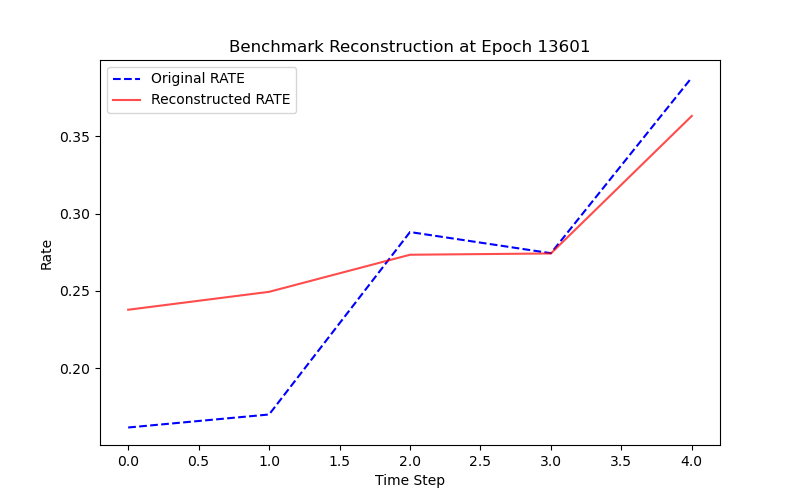 Benchmark Reconstruction at Epoch 13601
Original RATE
Reconstructed RATE
0.35
0.30
0.25
0.20
Rate
0.0 0.5 1.0 1.5 2.0 2.5 3.0 3.5 4.0
Time Step